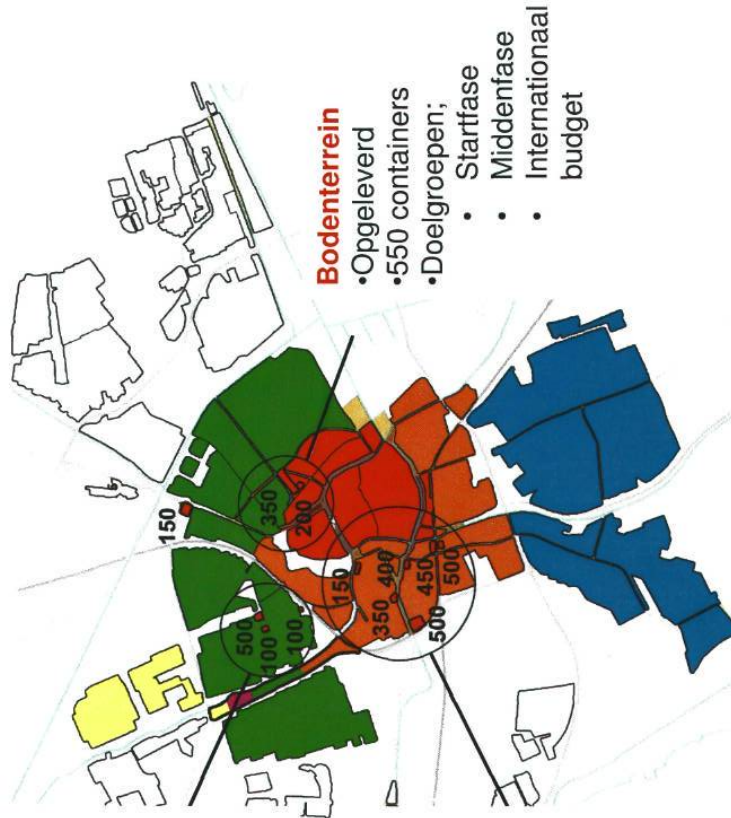 Bodenterrein
•Opgeleverd
•550 containers
•Doelgroepen;
• Startfase
• Middenfase
• Internationaal
budget
150
350
200
500
100
100
150
400
350
450
500
500